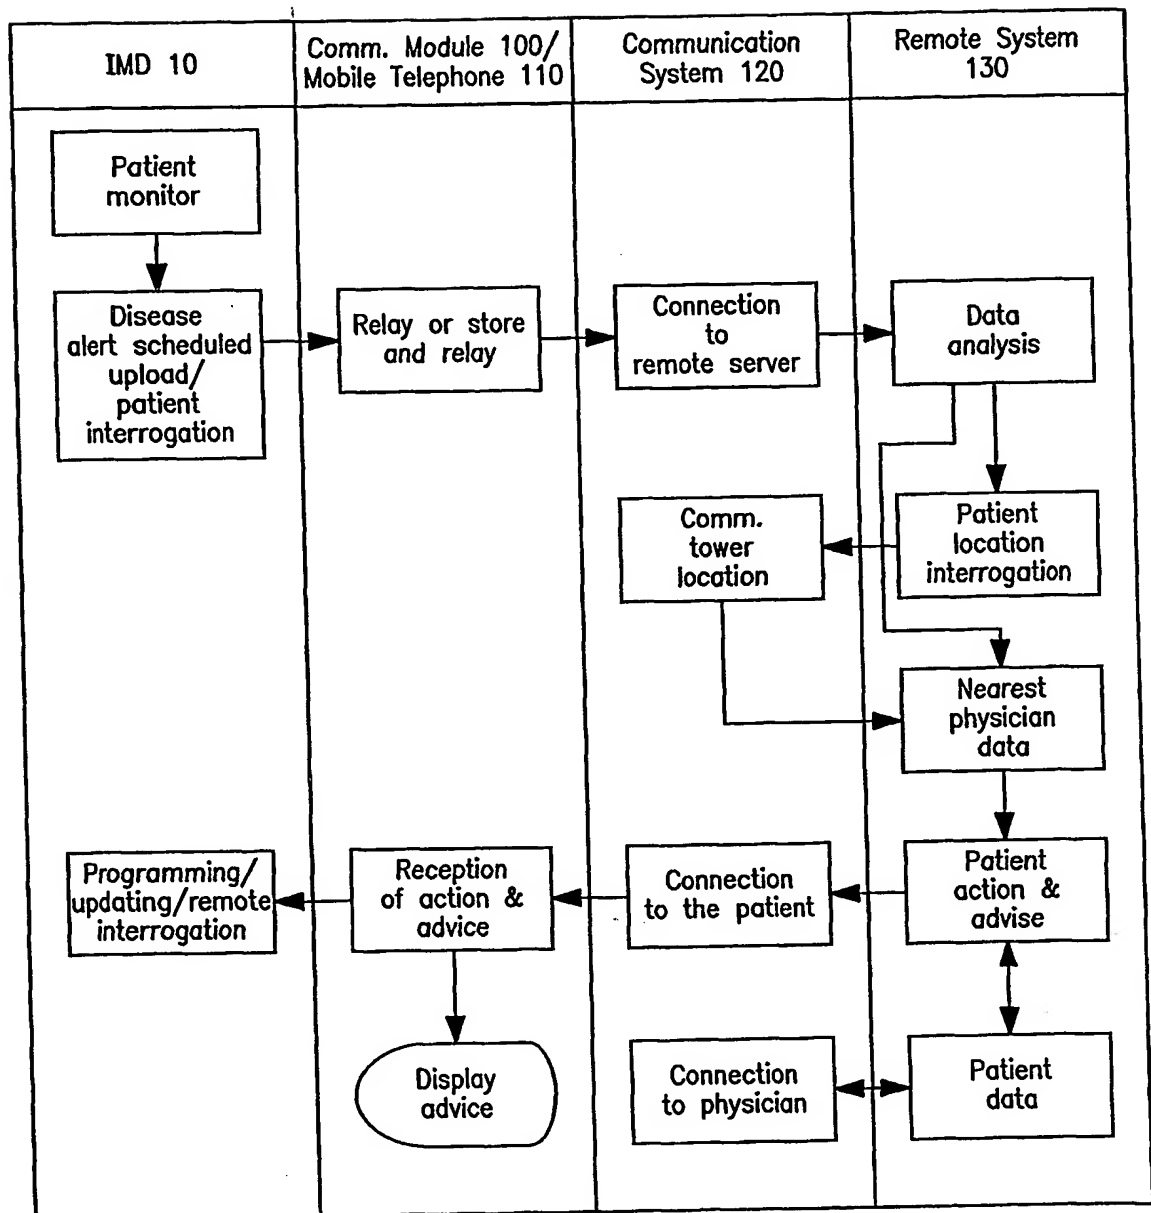 IMD 10
Comm. Module 100/
Mobile Telephone 110
Communication
System 120
Remote System
130
Patient
monitor
Disease
alert scheduled
upload/
patient
interrogation
Relay or store
and relay
Connection
to
remote server
Data
analysis
Comm.
tower
location
Patient
location
interrogation
Nearest
physician
data
Programming/
updating/remote
interrogation
Reception
of action &
advice
Connection
to the patient
Patient
action &
advise
Display
advice
Connection
to physician
Patient
data